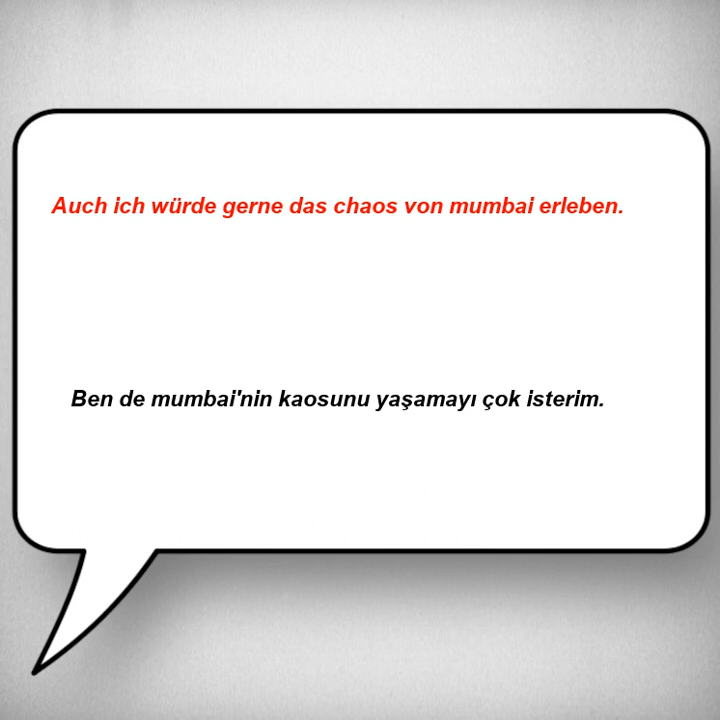 Auch ich würde gerne das chaos von mumbai erleben.
Ben de mumbai'nin kaosunu yaşamayı çok isterim.